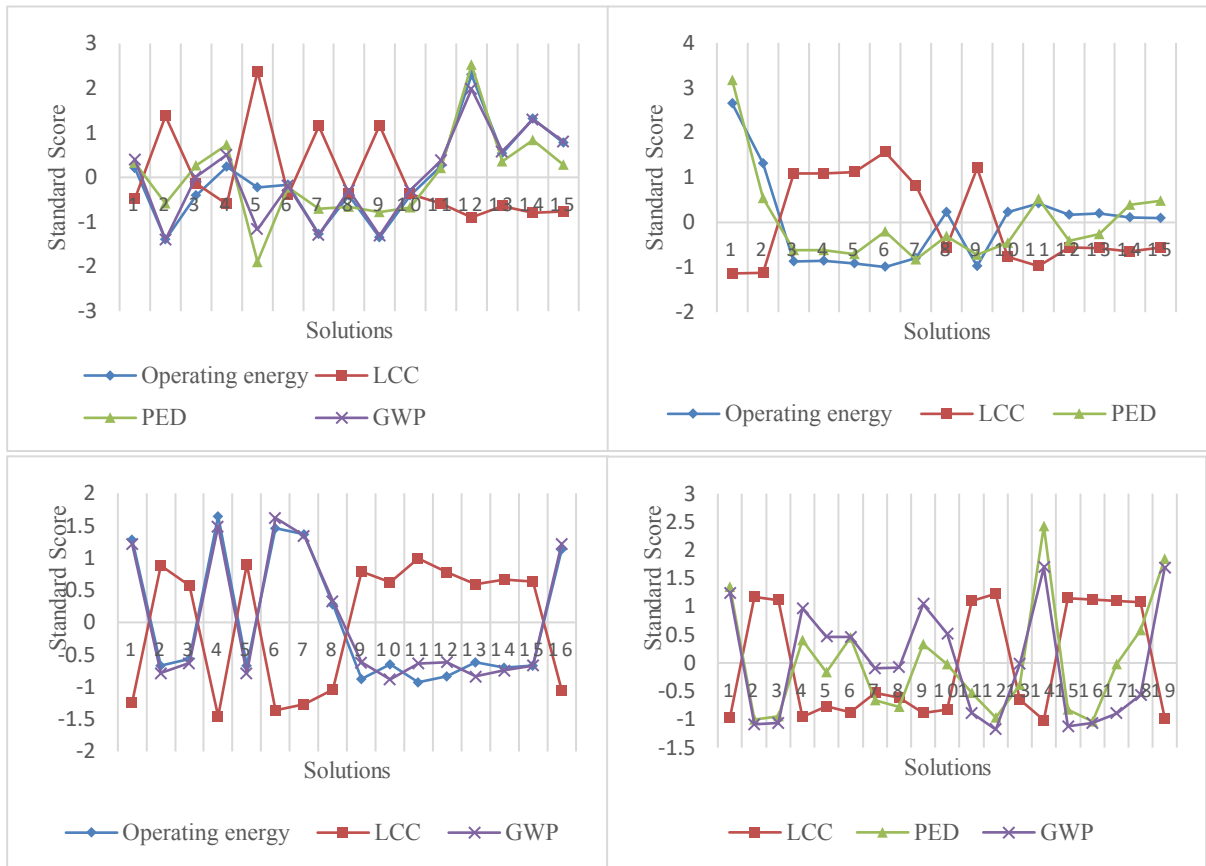 3
2
1
0
-1
-2
-3
Standard Score
1 2 3 4 5 6 7 8 9 10 11 12 13 14 15
Solutions
Operating energy LCC
PED GWP
4
3
2
1
0
-1
-2
Standard Score
1 2 3 4 5 6 7 8 9 10 11 12 13 14 15
Solutions
Operating energy LCC PED
2
1.5
1
0.5
0
-0.5
-1
-1.5
-2
Standard Score
1 2 3 4 5 6 7 8 9 10 11 12 13 14 15 16
Solutions
Operating energy LCC GWP
3
2.5
2
1.5
1
0.5
0
-0.5
-1
-1.5
Standard Score
1 2 3 4 5 6 7 8 9 10 11 12 13 14 15 16 17 18 19
Solutions
LCC PED GWP